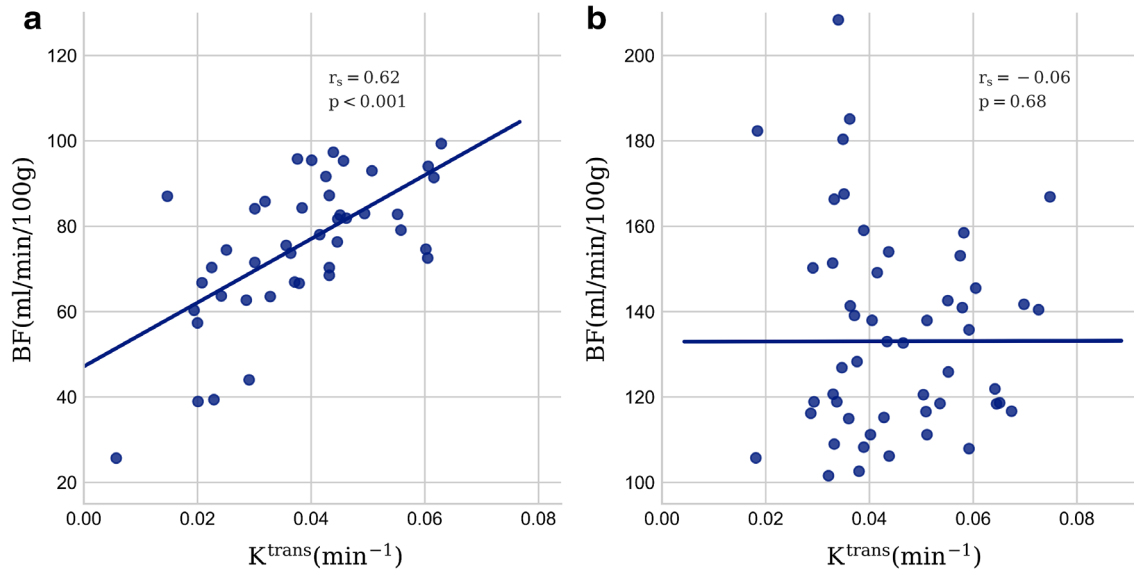 a
120
100
80
60
40
20
0.00 0.02 0.04 0.06 0.08
BF(ml/min/100g)
K^trans(min⁻¹)
r_s = 0.62
p < 0.001
b
200
180
160
140
120
100
0.00 0.02 0.04 0.06 0.08
BF(ml/min/100g)
K^trans(min⁻¹)
r_s = − 0.06
p = 0.68